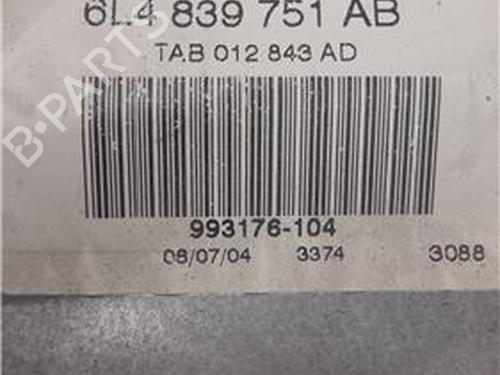 6L4 839 751 AB
TAB 012 843 AD
993176-104
08/07/04 3374 3088
B-PARTS